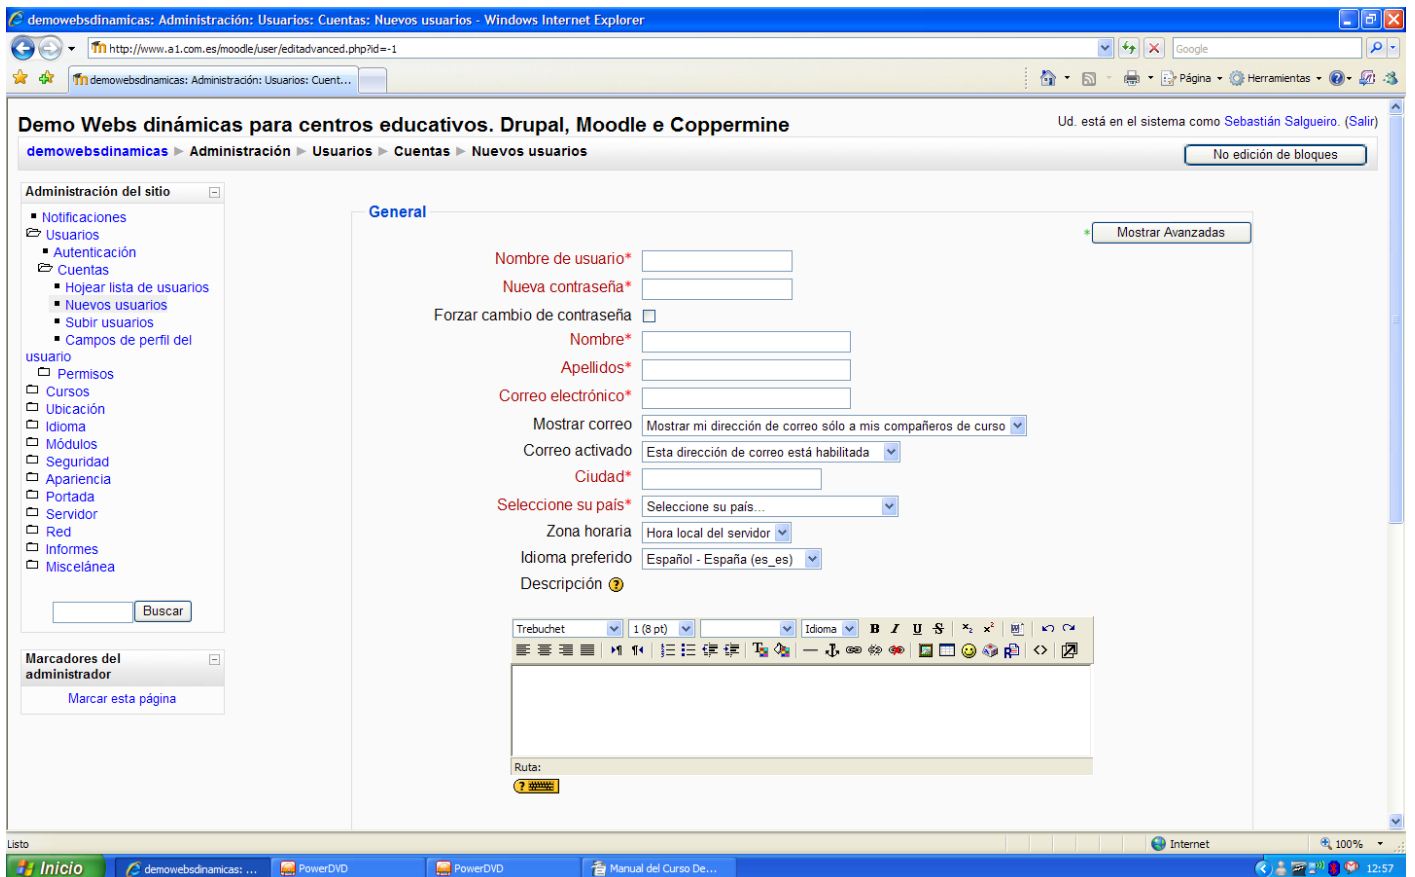 demowebsdinamicas: Administración: Usuarios: Cuentas: Nuevos usuarios - Windows Internet Explorer
http://www.a1.com.es/moodle/user/editadvanced.php?id=-1
Google
demowebsdinamicas: Administración: Usuarios: Cuent...
Página
Herramientas
Demo Webs dinámicas para centros educativos. Drupal, Moodle e Coppermine
Ud. está en el sistema como Sebastián Salgueiro. (Salir)
demowebsdinamicas ► Administración ► Usuarios ► Cuentas ► Nuevos usuarios
No edición de bloques
Administración del sitio
Notificaciones
Usuarios
Autenticación
Cuentas
Hojear lista de usuarios
Nuevos usuarios
Subir usuarios
Campos de perfil del
usuario
Permisos
Cursos
Ubicación
Idioma
Módulos
Seguridad
Apariencia
Portada
Servidor
Red
Informes
Miscelánea
Buscar
Marcadores del
administrador
Marcar esta página
General
* Mostrar Avanzadas
Nombre de usuario*
Nueva contraseña*
Forzar cambio de contraseña
Nombre*
Apellidos*
Correo electrónico*
Mostrar correo Mostrar mi dirección de correo sólo a mis compañeros de curso
Correo activado Esta dirección de correo está habilitada
Ciudad*
Seleccione su país* Seleccione su país...
Zona horaria Hora local del servidor
Idioma preferido Español - España (es_es)
Descripción
Trebuchet 1 (8 pt) Idioma B I U S x₂ x²
Ruta:
Listo
Internet
100%
Inicio
demowebsdinamicas: ...
PowerDVD
PowerDVD
Manual del Curso De...
12:57